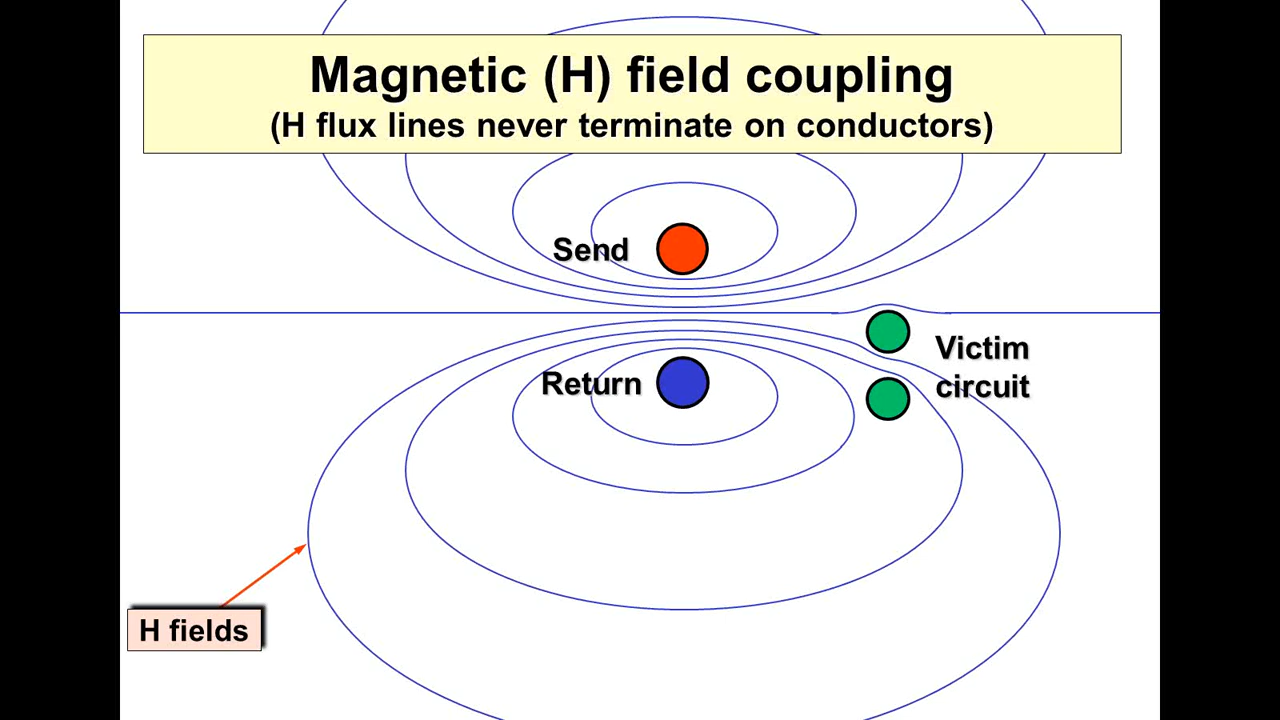 Magnetic (H) field coupling
(H flux lines never terminate on conductors)
Send
Return
Victim
circuit
H fields